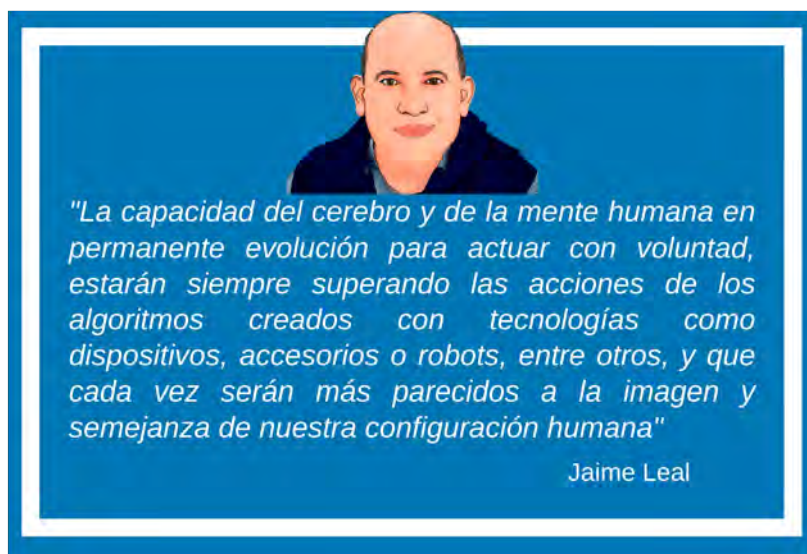 "La capacidad del cerebro y de la mente humana en
permanente evolución para actuar con voluntad,
estarán siempre superando las acciones de los
algoritmos creados con tecnologías como
dispositivos, accesorios o robots, entre otros, y que
cada vez serán más parecidos a la imagen y
semejanza de nuestra configuración humana"
Jaime Leal